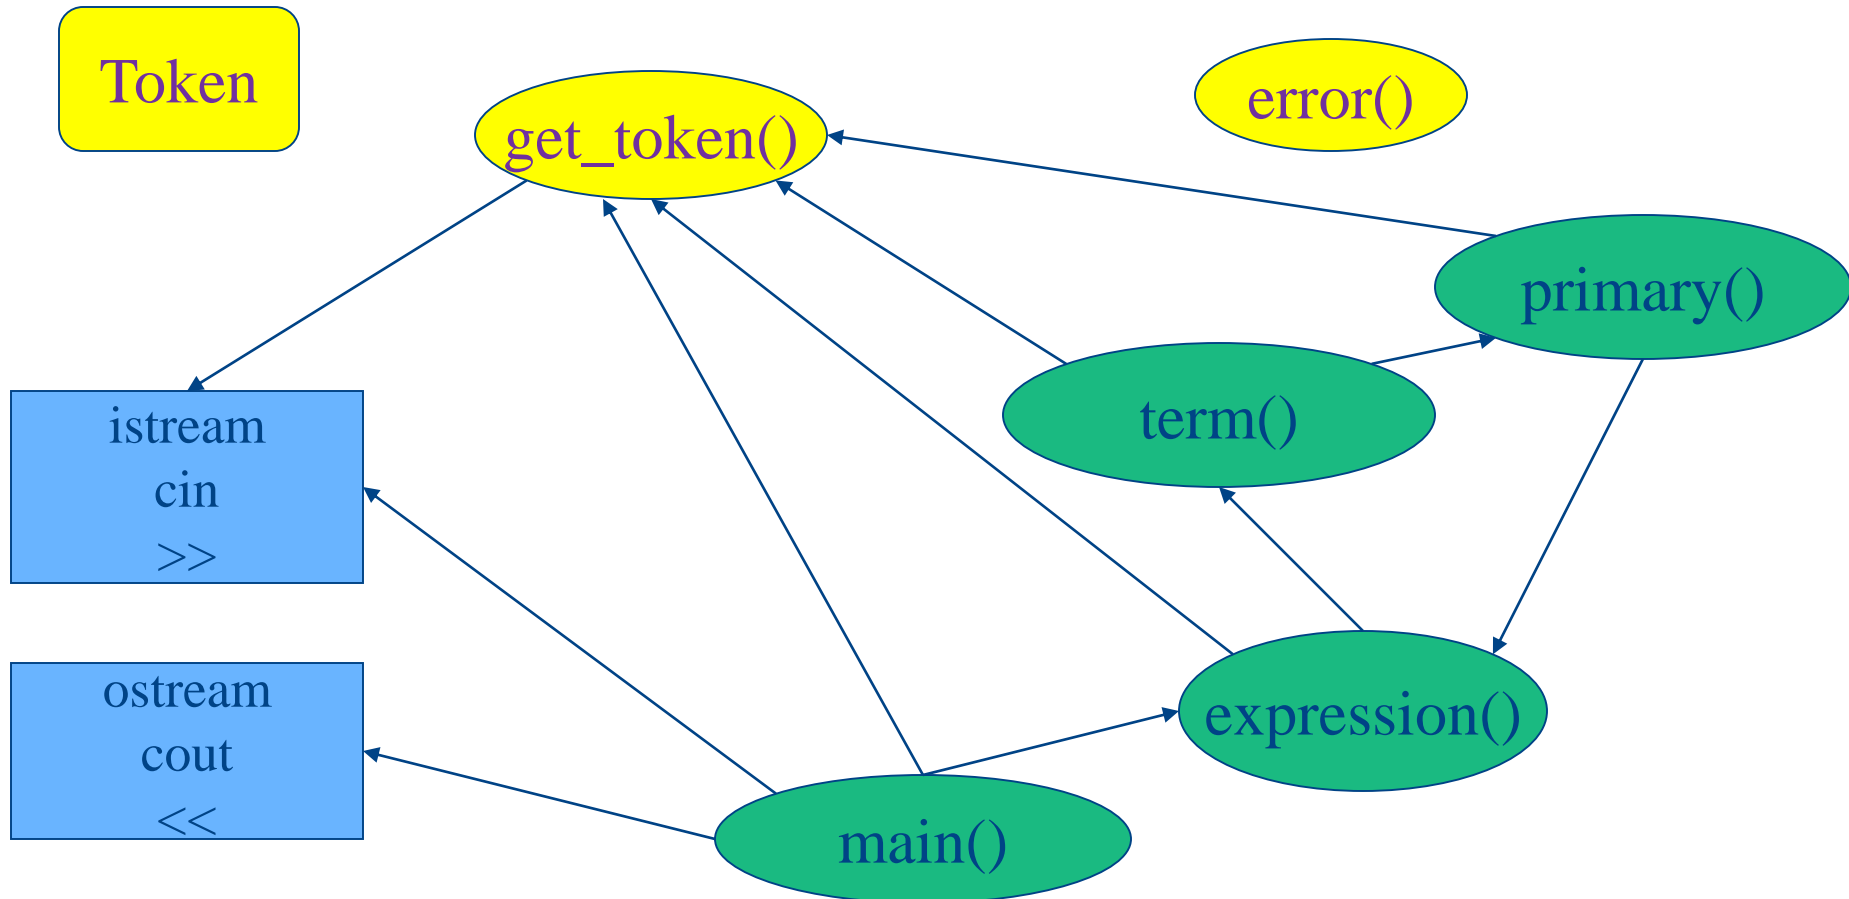 Token
error()
get_token()
primary()
term()
istream
cin
>>
ostream
cout
<<
expression()
main()